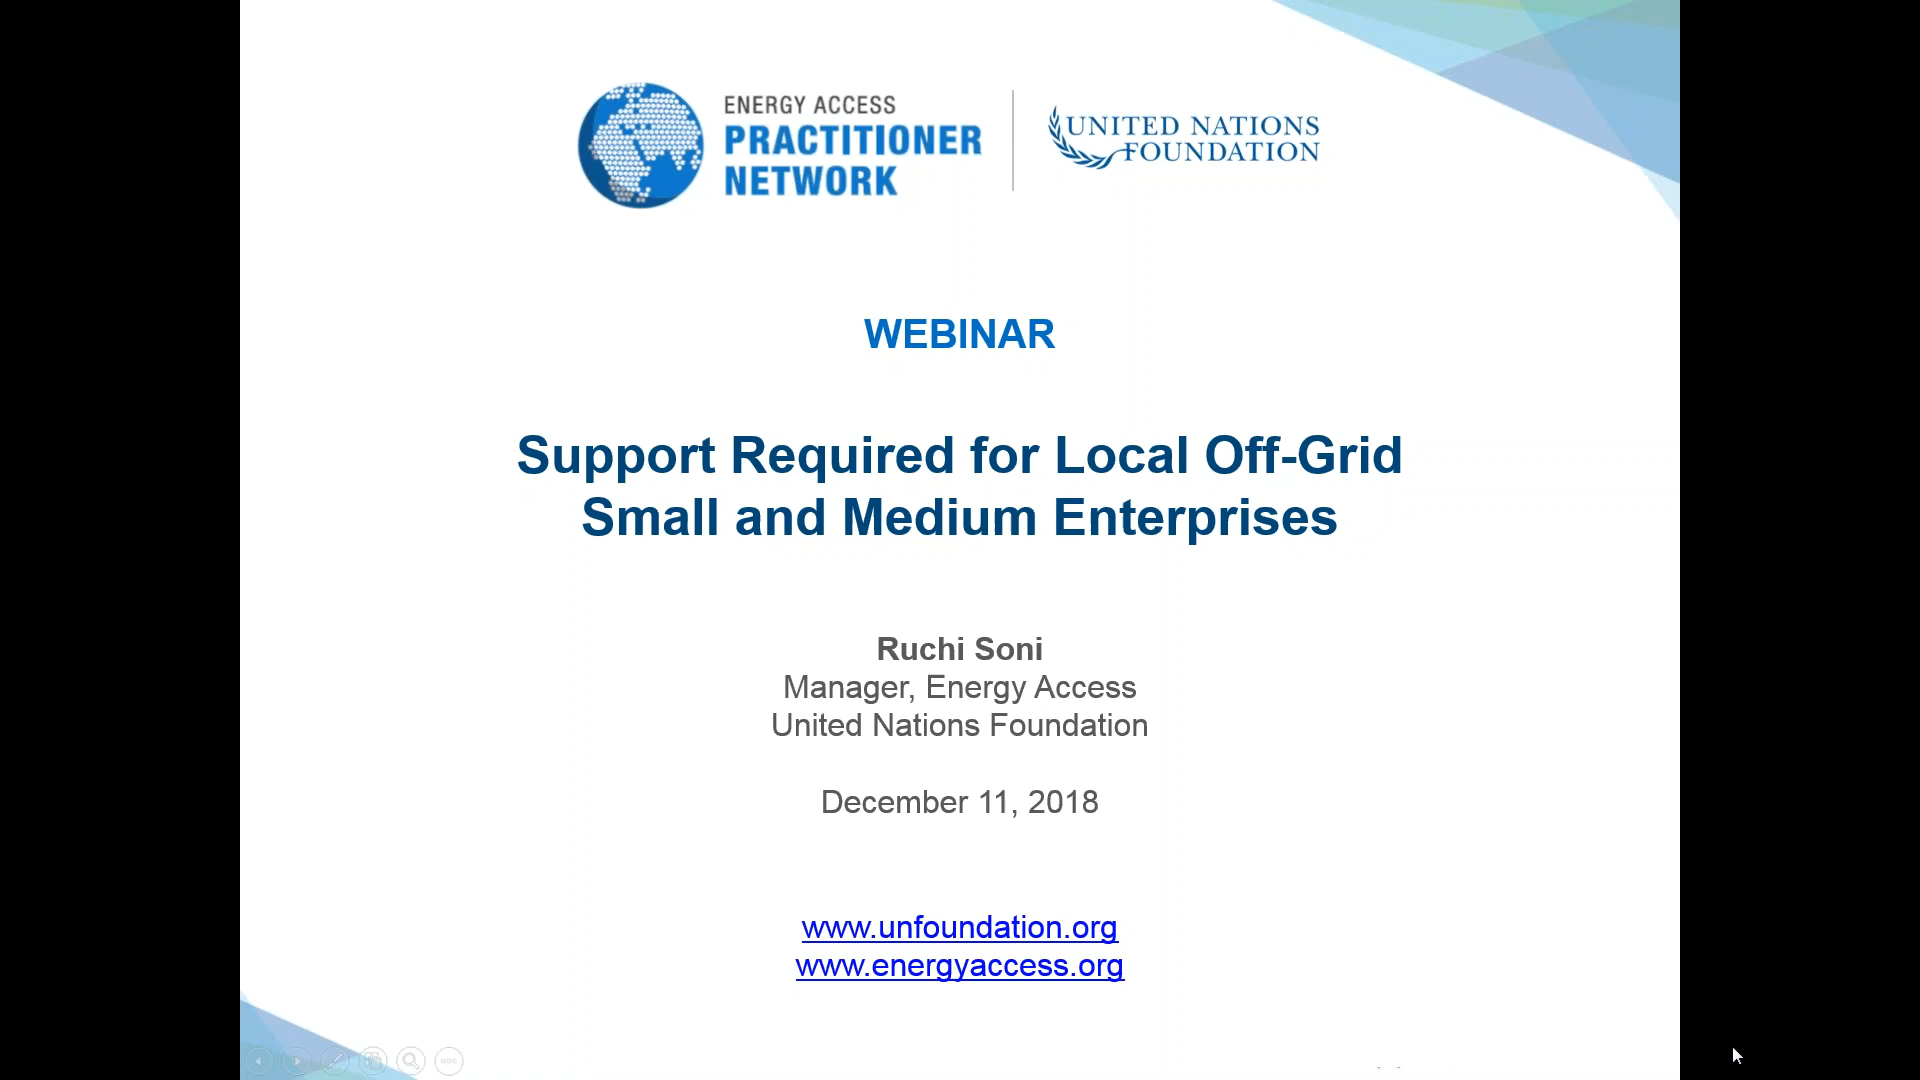 ENERGY ACCESS
PRACTITIONER
NETWORK
UNITED NATIONS
FOUNDATION
WEBINAR
Support Required for Local Off-Grid
Small and Medium Enterprises
Ruchi Soni
Manager, Energy Access
United Nations Foundation
December 11, 2018
www.unfoundation.org
www.energyaccess.org